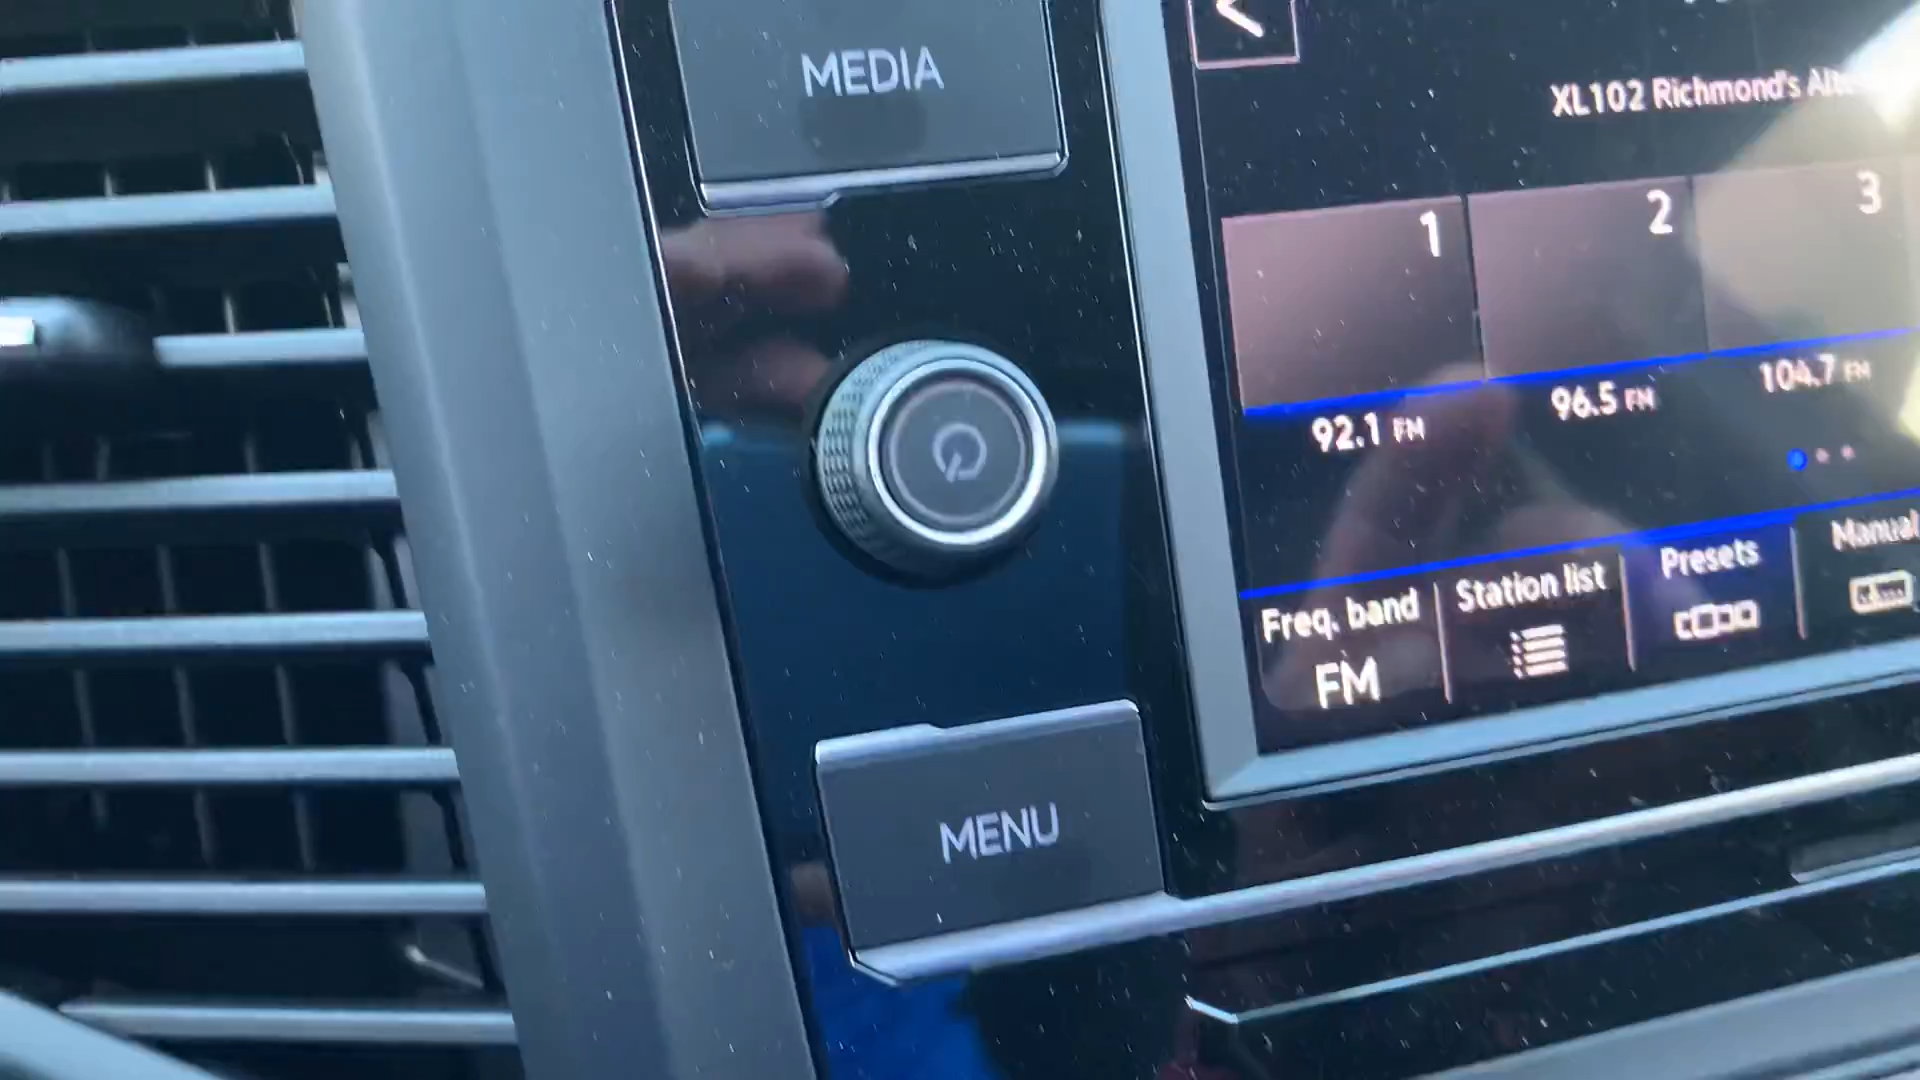 MEDIA
XL102 Richmond's
1 2 3
92.1 FM 96.5 FM 104.7 FM
Freq. band Station list Presets Manual
FM
MENU